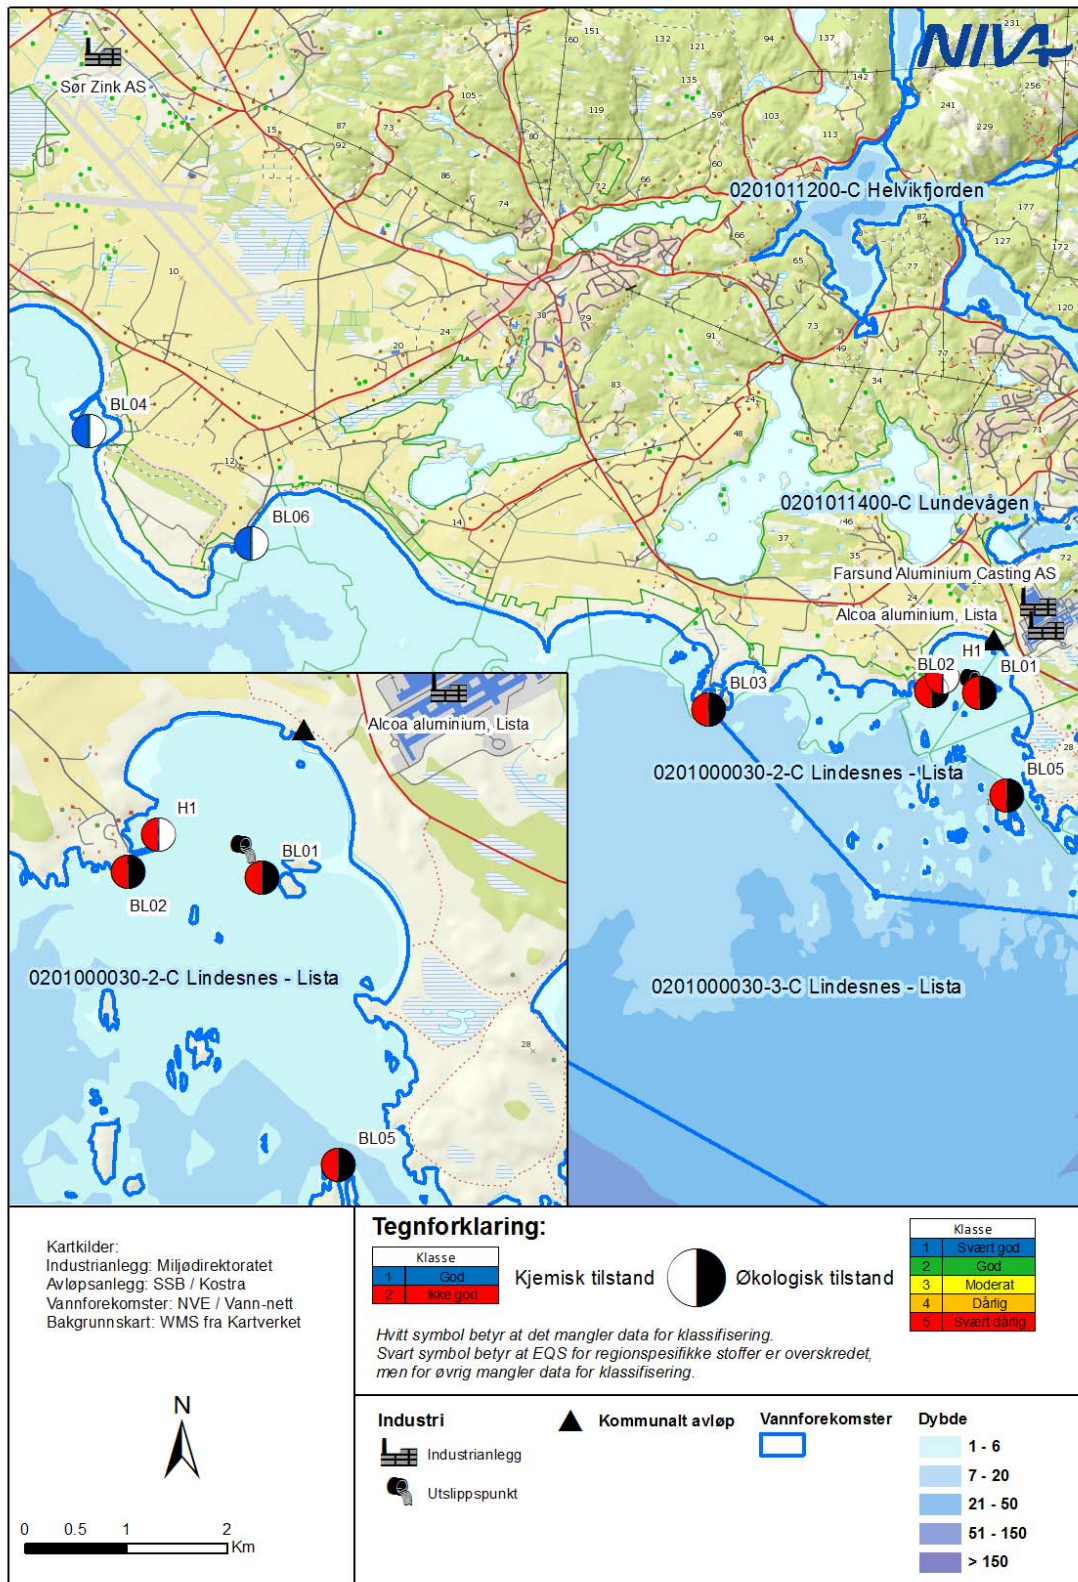 NIVA
Sør Zink AS
0201011200-C Helvikfjorden
BL04
BL06
0201011400-C Lundevågen
Farsund Aluminium Casting AS
Alcoa aluminium, Lista
BL02
H1
BL01
BL03
0201000030-2-C Lindesnes - Lista
BL05
0201000030-3-C Lindesnes - Lista
Alcoa aluminium, Lista
H1
BL01
BL02
0201000030-2-C Lindesnes - Lista
28
BL05
Kartkilder:
Industrianlegg: Miljødirektoratet
Avløpsanlegg: SSB / Kostra
Vannforekomster: NVE / Vann-nett
Bakgrunnskart: WMS fra Kartverket
N
0 0.5 1 2
Km
Tegnforklaring:
Klasse
1 God
2 Ikke god
Kjemisk tilstand
Økologisk tilstand
Klasse
1 Svært god
2 God
3 Moderat
4 Dårlig
5 Svært dårlig
Hvitt symbol betyr at det mangler data for klassifisering.
Svart symbol betyr at EQS for regionspesifikke stoffer er overskredet,
men for øvrig mangler data for klassifisering.
Industri
Industrianlegg
Utslippspunkt
Kommunalt avløp
Vannforekomster
Dybde
1 - 6
7 - 20
21 - 50
51 - 150
> 150